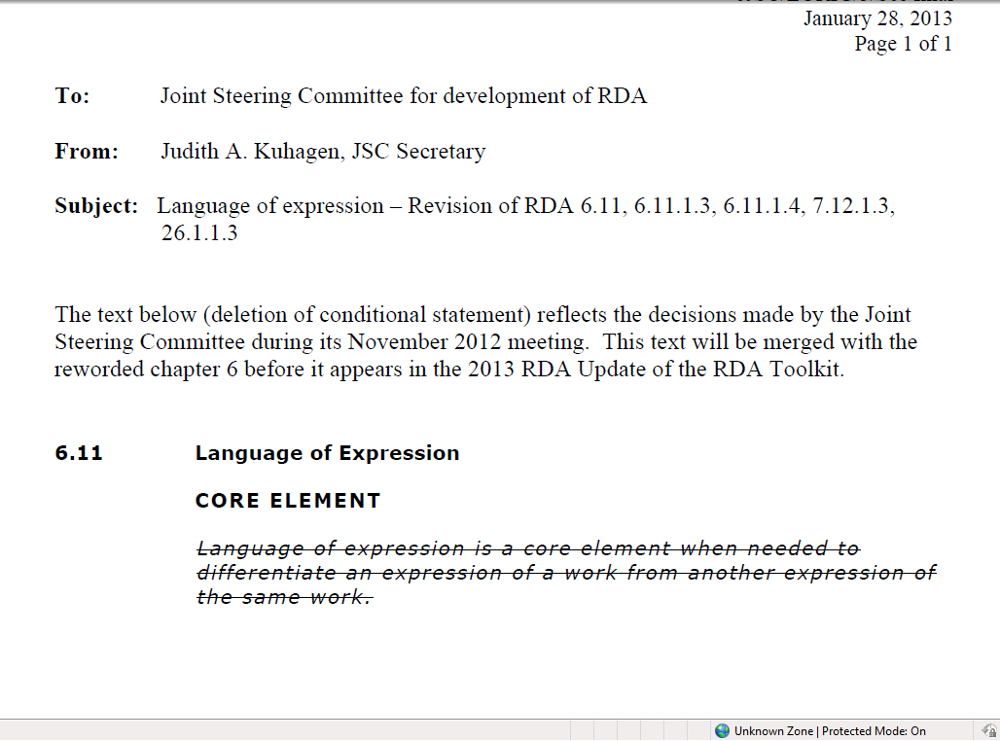 January 28, 2013
Page 1 of 1
To: Joint Steering Committee for development of RDA
From: Judith A. Kuhagen, JSC Secretary
Subject: Language of expression – Revision of RDA 6.11, 6.11.1.3, 6.11.1.4, 7.12.1.3,
26.1.1.3
The text below (deletion of conditional statement) reflects the decisions made by the Joint
Steering Committee during its November 2012 meeting. This text will be merged with the
reworded chapter 6 before it appears in the 2013 RDA Update of the RDA Toolkit.
6.11 Language of Expression
CORE ELEMENT
Language of expression is a core element when needed to
differentiate an expression of a work from another expression of
the same work.
Unknown Zone | Protected Mode: On